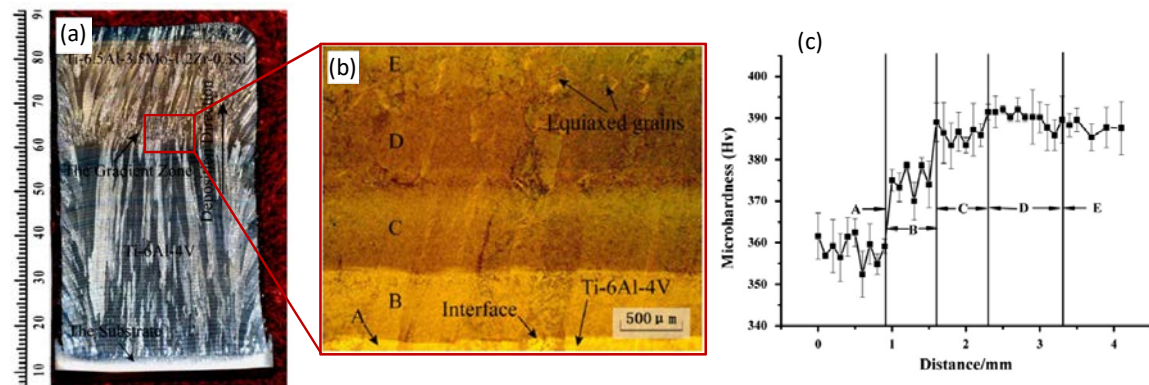 (a)
91
80
70
60
50
40
30
20
10
Ti-6.5Al-3.5Mo-1.2Zr-0.3Si
Deposition Direction
The Gradient Zone
Ti-6Al-4V
The Substrate
(b)
E
Equiaxed grains
D
C
B
A
Interface
Ti-6Al-4V
500 μm
(c)
Microhardness (Hv)
400
390
380
370
360
350
340
A
B
C
D
E
0
1
2
3
4
Distance/mm